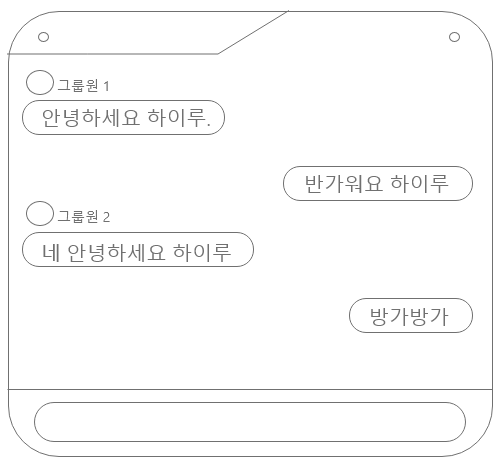 그룹원 1
안녕하세요 하이루.
반가워요 하이루
그룹원 2
네 안녕하세요 하이루
방가방가